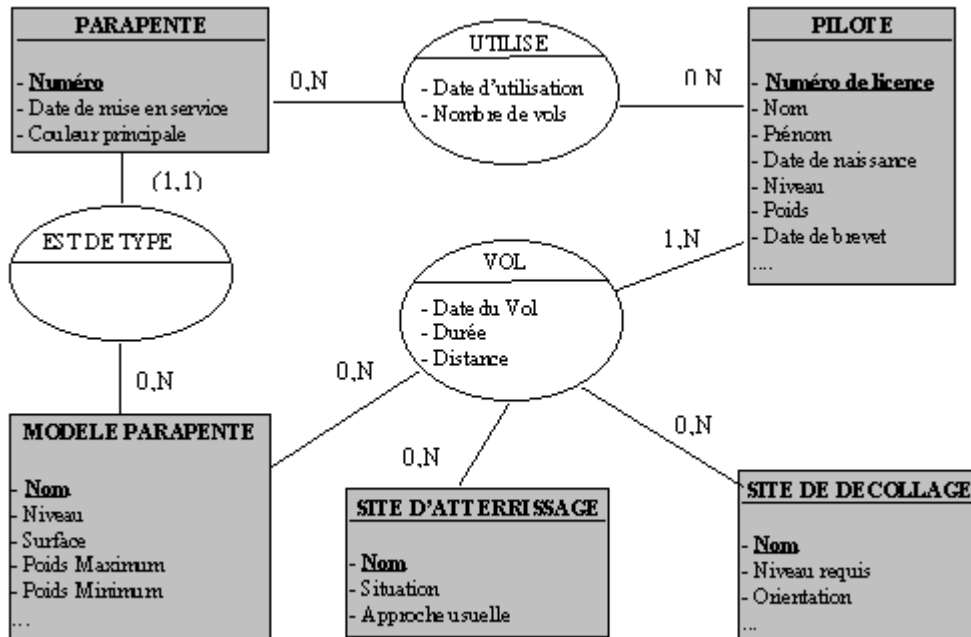 PARAPENTE
- Numéro
- Date de mise en service
- Couleur principale
0,N
UTILISE
- Date d'utilisation
- Nombre de vols
0 N
PILOTE
- Numéro de licence
- Nom
- Prénom
- Date de naissance
- Niveau
- Poids
- Date de brevet
....
(1,1)
EST DE TYPE
0,N
VOL
- Date du Vol
- Durée
- Distance
1,N
0,N
0,N
0,N
MODELE PARAPENTE
- Nom
- Niveau
- Surface
- Poids Maximum
- Poids Minimum
...
SITE D'ATTERRISSAGE
- Nom
- Situation
- Approche usuelle
SITE DE DECOLLAGE
- Nom
- Niveau requis
- Orientation
...